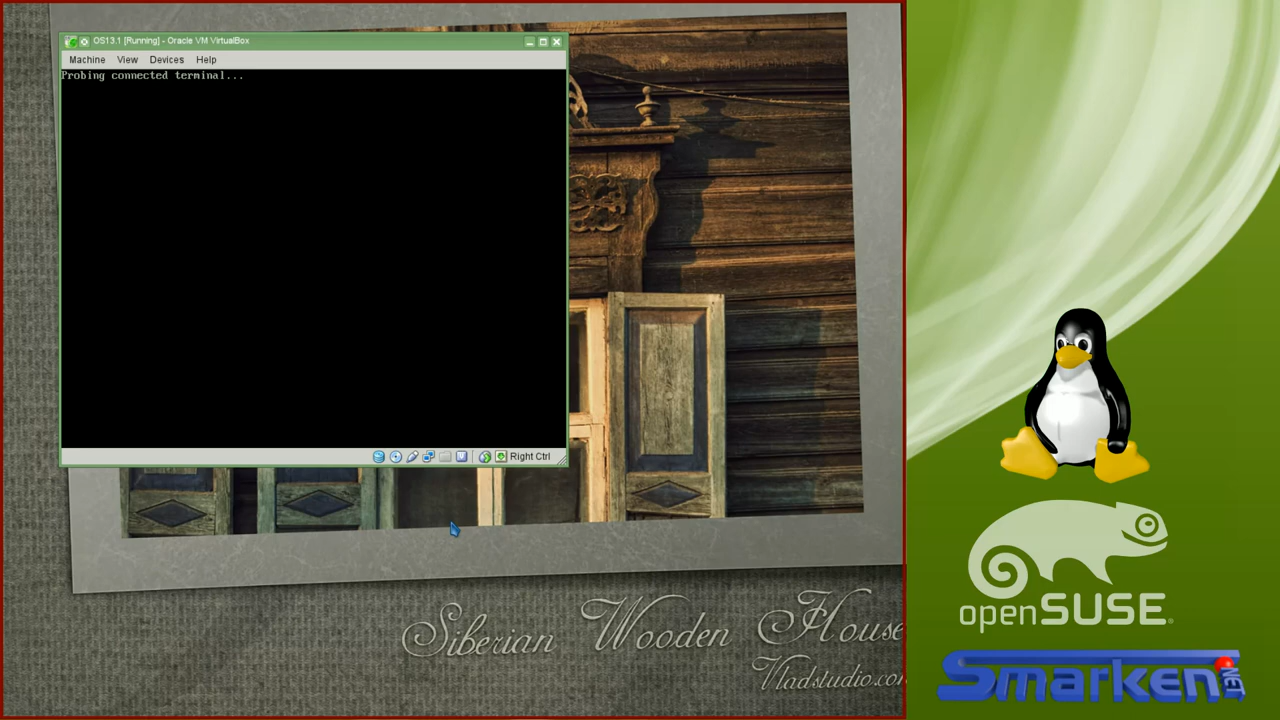 OS13.1 [Running] - Oracle VM VirtualBox
Machine View Devices Help
Probing connected terminal...
Right Ctrl
Siberian Wooden House
Vladstudio.com
openSUSE®
Smarken.NET